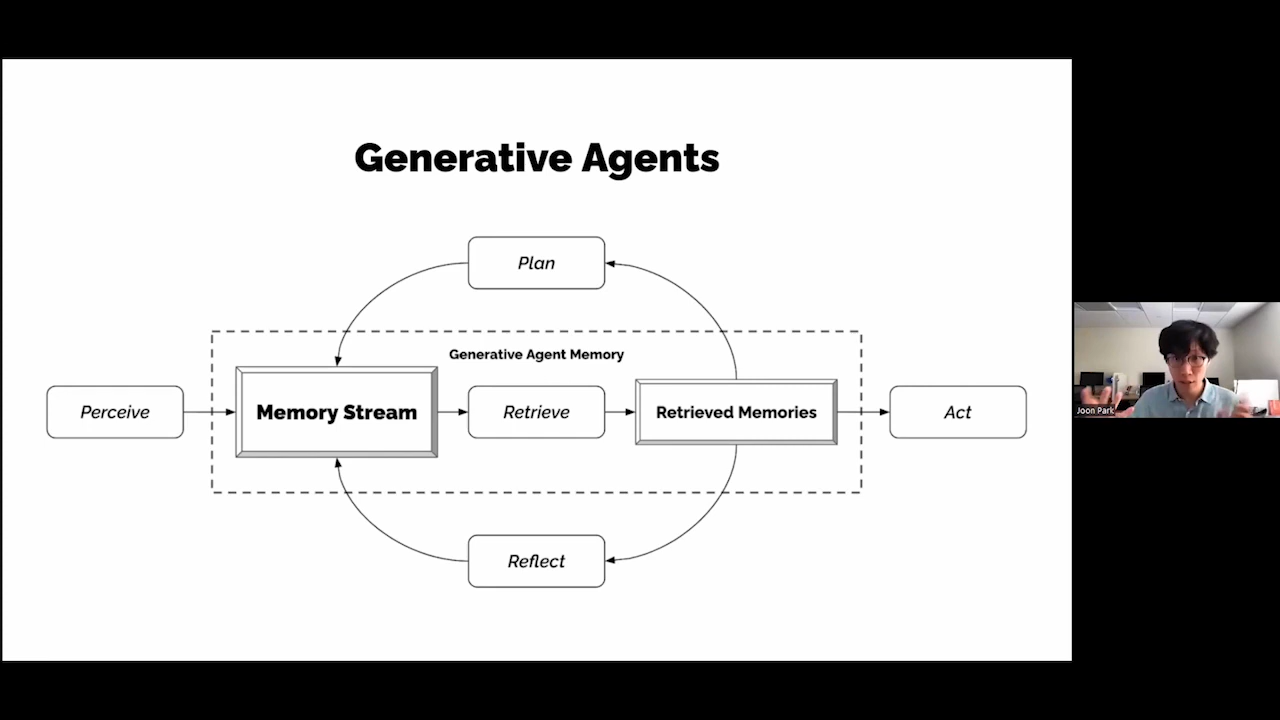 Generative Agents
Plan
Generative Agent Memory
Perceive
Memory Stream
Retrieve
Retrieved Memories
Act
Reflect
Joon Park